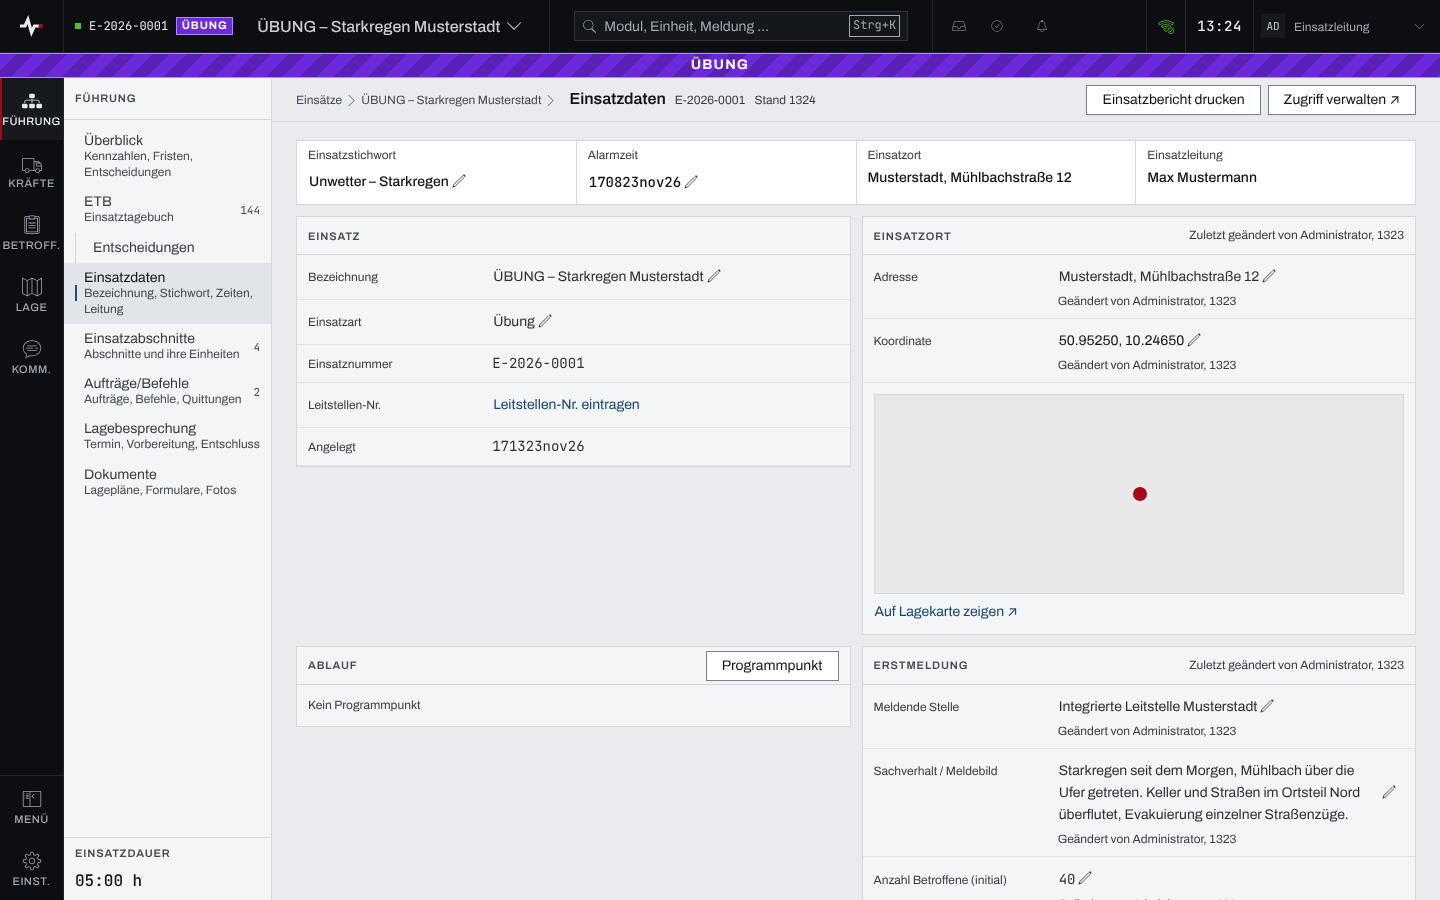 E-2026-0001 ÜBUNG ÜBUNG – Starkregen Musterstadt
Modul, Einheit, Meldung ... Strg+K
13:24 AD Einsatzleitung
ÜBUNG
FÜHRUNG
KRÄFTE
BETROFF.
LAGE
KOMM.
MENÜ
EINST.
FÜHRUNG
Überblick
Kennzahlen, Fristen,
Entscheidungen
ETB
Einsatztagebuch
144
Entscheidungen
Einsatzdaten
Bezeichnung, Stichwort, Zeiten,
Leitung
Einsatzabschnitte
Abschnitte und ihre Einheiten
4
Aufträge/Befehle
Aufträge, Befehle, Quittungen
2
Lagebesprechung
Termin, Vorbereitung, Entschluss
Dokumente
Lagepläne, Formulare, Fotos
EINSATZDAUER
05:00 h
Einsätze ÜBUNG – Starkregen Musterstadt Einsatzdaten E-2026-0001 Stand 1324
Einsatzbericht drucken
Zugriff verwalten ↗
Einsatzstichwort
Unwetter – Starkregen
Alarmzeit
170823nov26
Einsatzort
Musterstadt, Mühlbachstraße 12
Einsatzleitung
Max Mustermann
EINSATZ
Bezeichnung ÜBUNG – Starkregen Musterstadt
Einsatzart Übung
Einsatznummer E-2026-0001
Leitstellen-Nr. Leitstellen-Nr. eintragen
Angelegt 171323nov26
EINSATZORT Zuletzt geändert von Administrator, 1323
Adresse Musterstadt, Mühlbachstraße 12
Geändert von Administrator, 1323
Koordinate 50.95250, 10.24650
Geändert von Administrator, 1323
Auf Lagekarte zeigen ↗
ABLAUF Programmpunkt
Kein Programmpunkt
ERSTMELDUNG Zuletzt geändert von Administrator, 1323
Meldende Stelle Integrierte Leitstelle Musterstadt
Geändert von Administrator, 1323
Sachverhalt / Meldebild Starkregen seit dem Morgen, Mühlbach über die
Ufer getreten. Keller und Straßen im Ortsteil Nord
überflutet, Evakuierung einzelner Straßenzüge.
Geändert von Administrator, 1323
Anzahl Betroffene (initial) 40